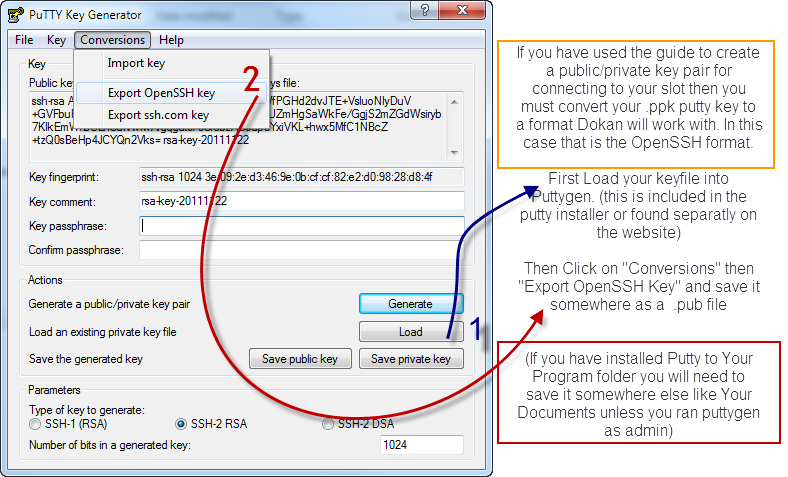 PuTTY Key Generator
File Key Conversions Help
Import key
Export OpenSSH key
Export ssh.com key
2
Key
Public key
ys file:
ssh-rsa
fPGHd2dvJTE+VsluoNlyDuV
JZmHgSaWkFe/GgjS2mZGdWsiryb
YxiVKL+hwx5MfC1NBcZ
+tzQ0sBeHp4JCYQn2Vks= rsa-key-20111122
Key fingerprint: ssh-rsa 1024 3e:09:2e:d3:46:9e:0b:cf:cf:82:e2:d0:98:28:d8:4f
Key comment: rsa-key-20111122
Key passphrase:
Confirm passphrase:
Actions
Generate a public/private key pair Generate
Load an existing private key file Load
1
Save the generated key Save public key Save private key
Parameters
Type of key to generate:
SSH-1 (RSA) SSH-2 RSA SSH-2 DSA
Number of bits in a generated key: 1024
If you have used the guide to create
a public/private key pair for
connecting to your slot then you
must convert your .ppk putty key to
a format Dokan will work with. In this
case that is the OpenSSH format.
First Load your keyfile into
Puttygen. (this is included in the
putty installer or found separatly on
the website)
Then Click on "Conversions" then
"Export OpenSSH Key" and save it
somewhere as a .pub file
(If you have installed Putty to Your
Program folder you will need to
save it somewhere else like Your
Documents unless you ran puttygen
as admin)